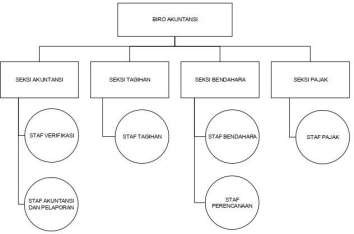 BIRO AKUNTANSI
SEKSI AKUNTANSI
SEKSI TAGIHAN
SEKSI BENDAHARA
SEKSI PAJAK
STAF VERIFIKASI
STAF TAGIHAN
STAF BENDAHARA
STAF PAJAK
STAF AKUNTANSI
DAN PELAPORAN
STAF
PERENCANAAN